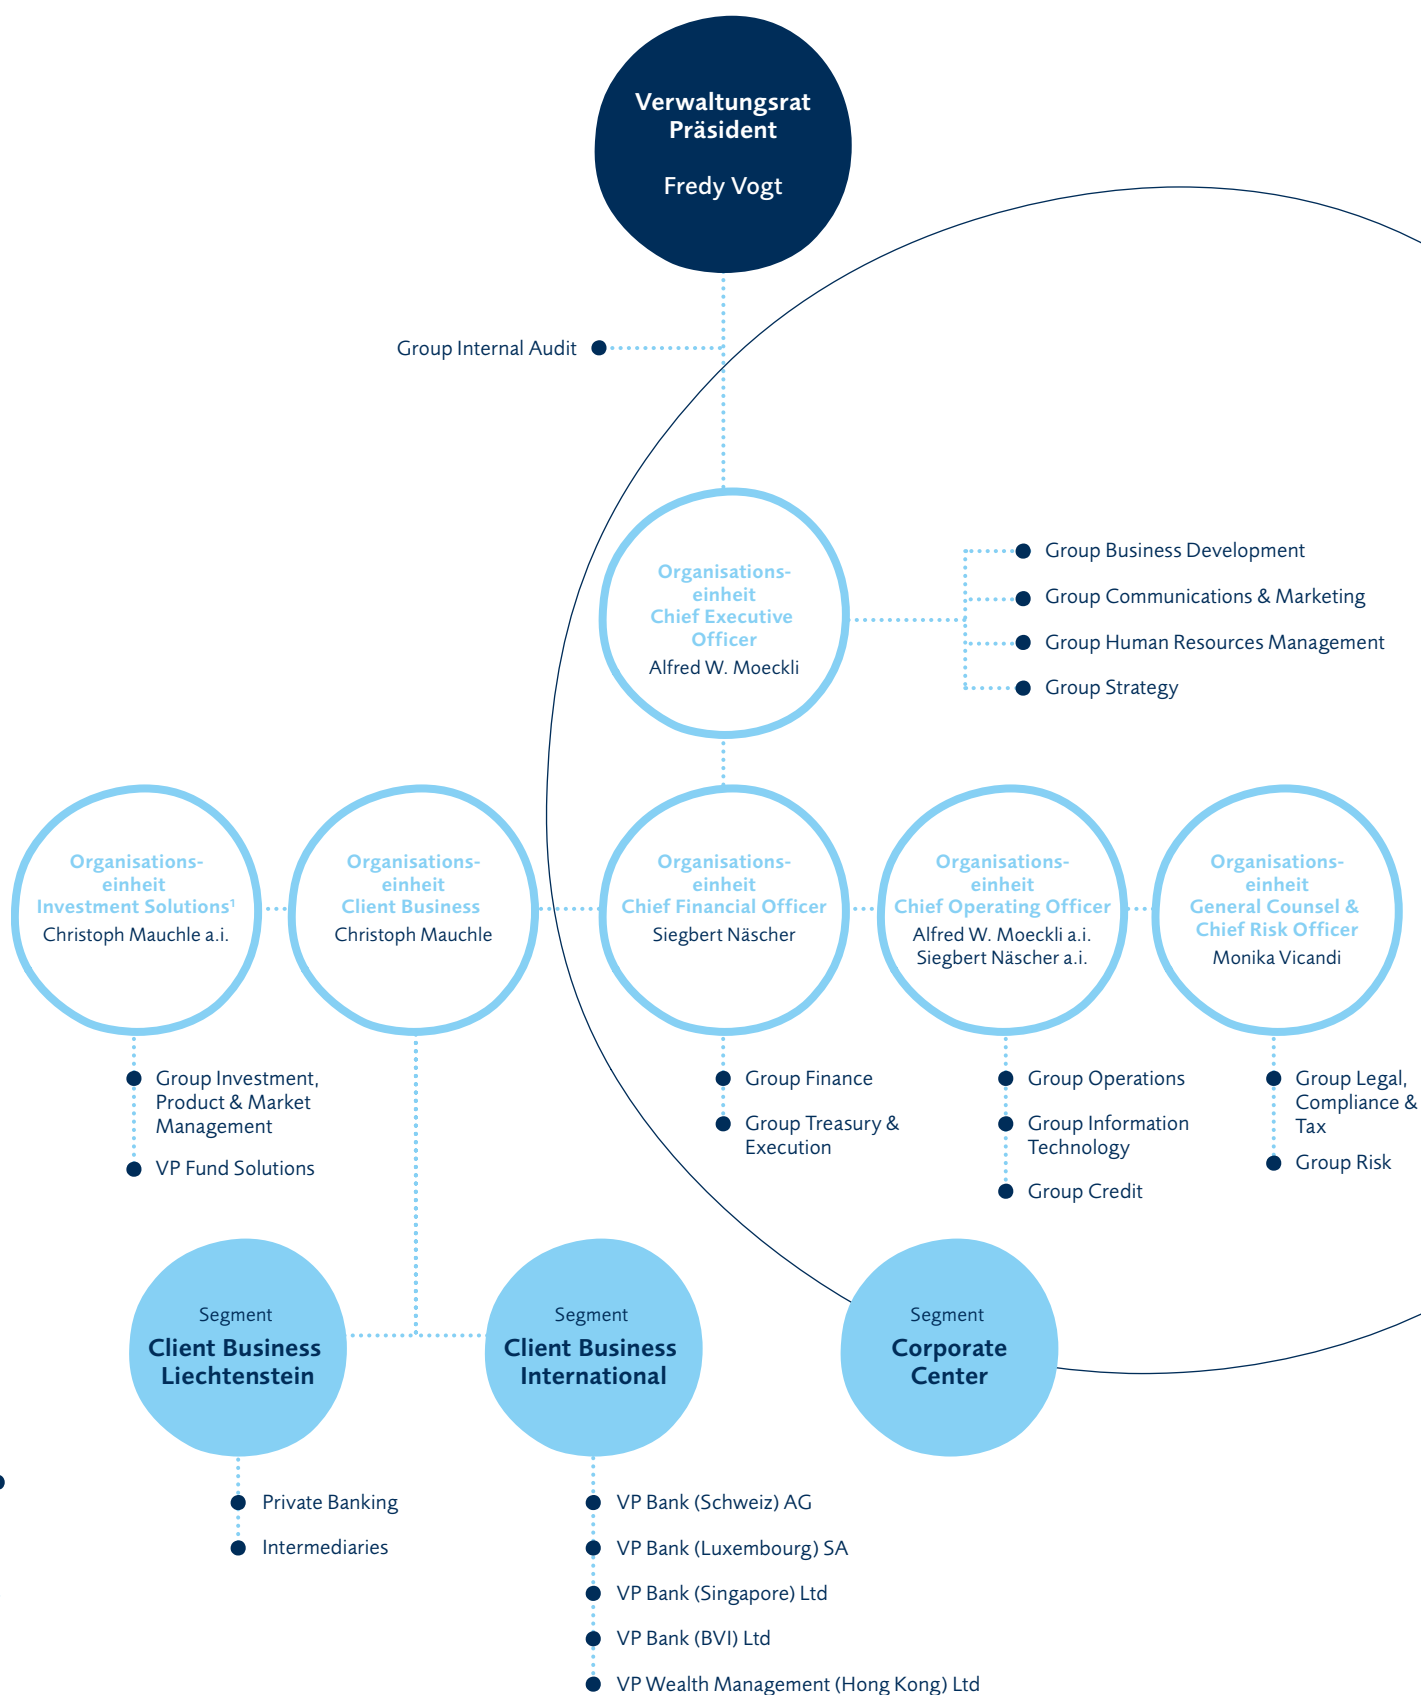 Verwaltungsrat
Präsident
Fredy Vogt
Group Internal Audit
Organisations-
einheit
Chief Executive
Officer
Alfred W. Moeckli
Group Business Development
Group Communications & Marketing
Group Human Resources Management
Group Strategy
Organisations-
einheit
Investment Solutions¹
Christoph Mauchle a.i.
Organisations-
einheit
Client Business
Christoph Mauchle
Organisations-
einheit
Chief Financial Officer
Siegbert Näscher
Organisations-
einheit
Chief Operating Officer
Alfred W. Moeckli a.i.
Siegbert Näscher a.i.
Organisations-
einheit
General Counsel &
Chief Risk Officer
Monika Vicandi
Group Investment,
Product & Market
Management
VP Fund Solutions
Group Finance
Group Treasury &
Execution
Group Operations
Group Information
Technology
Group Credit
Group Legal,
Compliance &
Tax
Group Risk
Segment
Client Business
Liechtenstein
Segment
Client Business
International
Segment
Corporate
Center
Private Banking
Intermediaries
VP Bank (Schweiz) AG
VP Bank (Luxembourg) SA
VP Bank (Singapore) Ltd
VP Bank (BVI) Ltd
VP Wealth Management (Hong Kong) Ltd